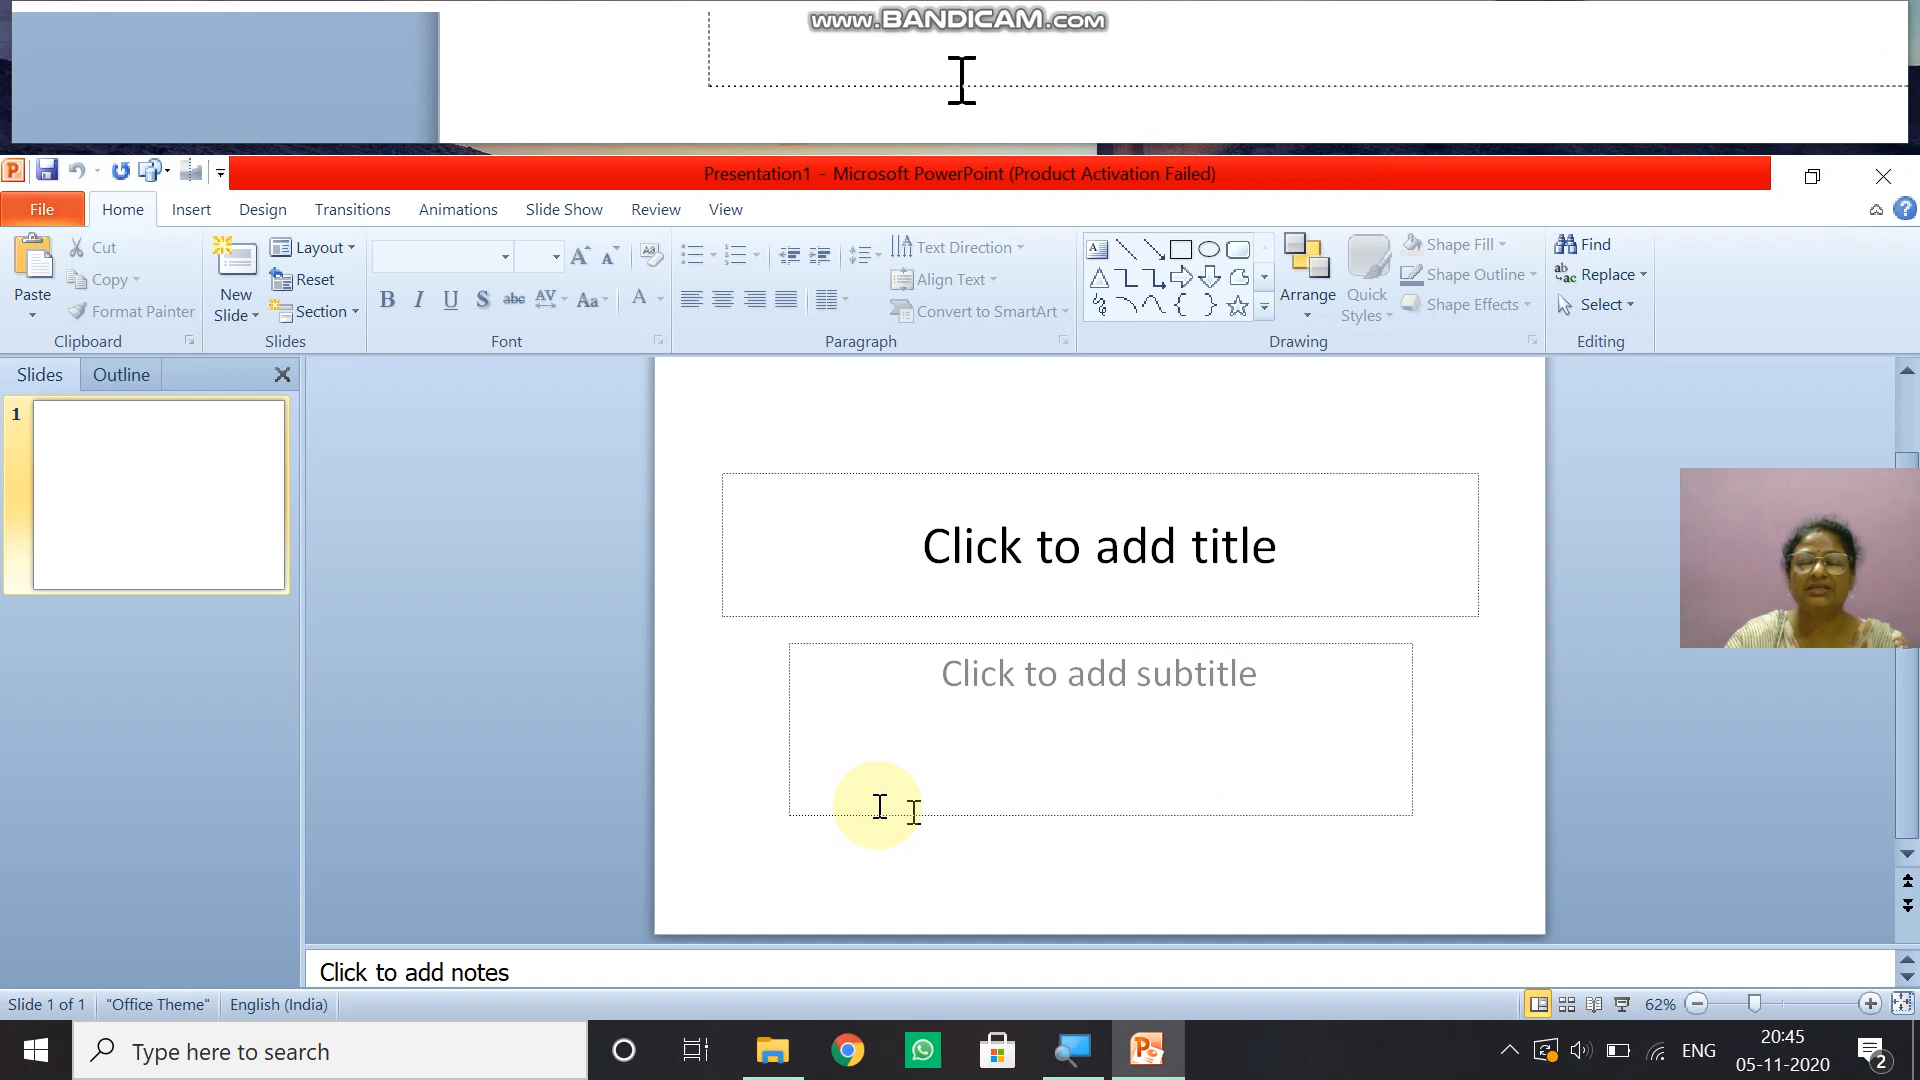 www.BANDICAM.com
Presentation1 - Microsoft PowerPoint (Product Activation Failed)
File Home Insert Design Transitions Animations Slide Show Review View
Paste
Cut
Copy
Format Painter
Clipboard
New Slide
Layout
Reset
Section
Slides
B I U S abc AV Aa A
Font
Text Direction
Align Text
Convert to SmartArt
Paragraph
Arrange
Quick Styles
Shape Fill
Shape Outline
Shape Effects
Drawing
Find
Replace
Select
Editing
Slides Outline
1
Click to add title
Click to add subtitle
Click to add notes
Slide 1 of 1 "Office Theme" English (India) 62%
Type here to search
ENG
20:45
05-11-2020
2